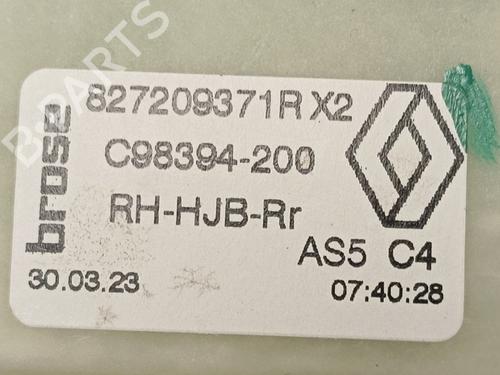 827209371R X2
C98394-200
RH-HJB-Rr
AS5 C4
brose
30.03.23
07:40:28
B-PARTS